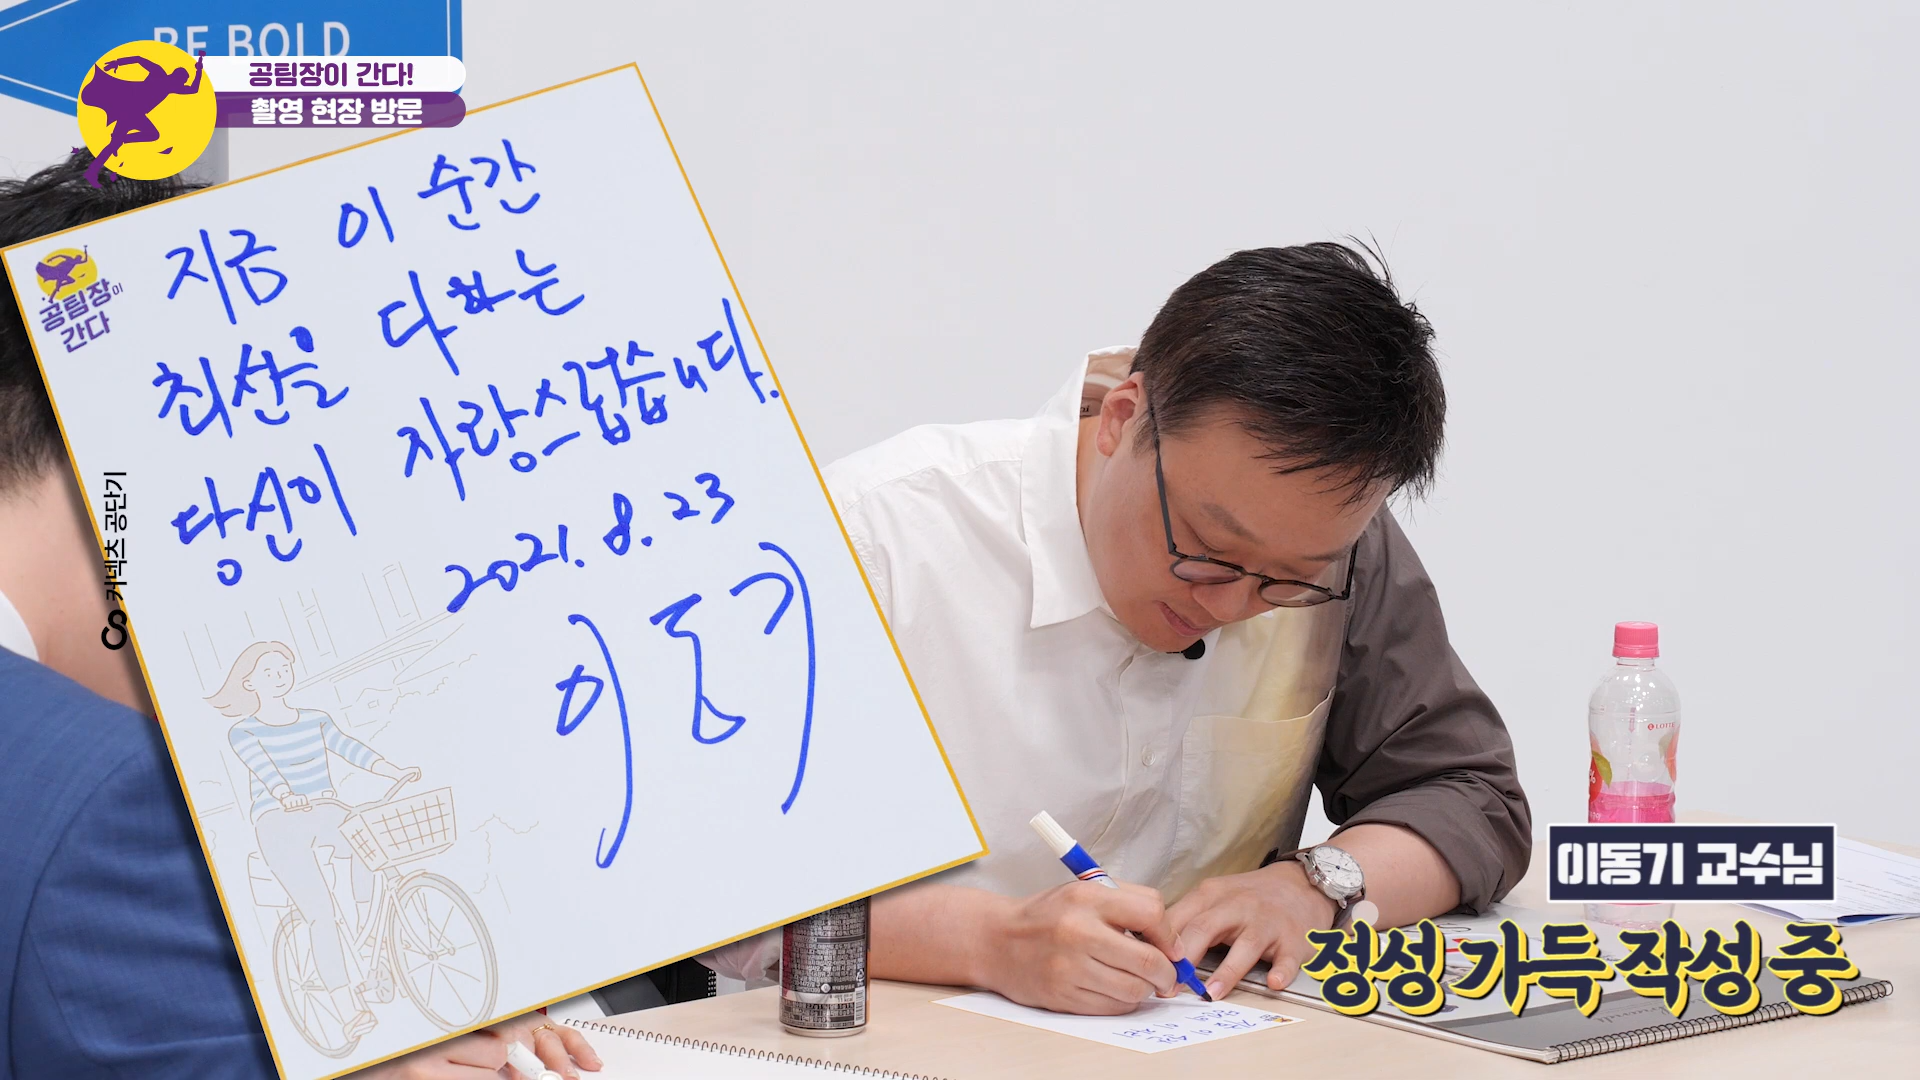 BE BOLD
공팀장이 간다!
촬영 현장 방문
공팀장이
간다
지금 이 순간
최선을 다하는
당신이 자랑스럽습니다.
2021. 8. 23
이동기
커넥츠 공단기
LOTTE
이동기 교수님
정성 가득 작성 중